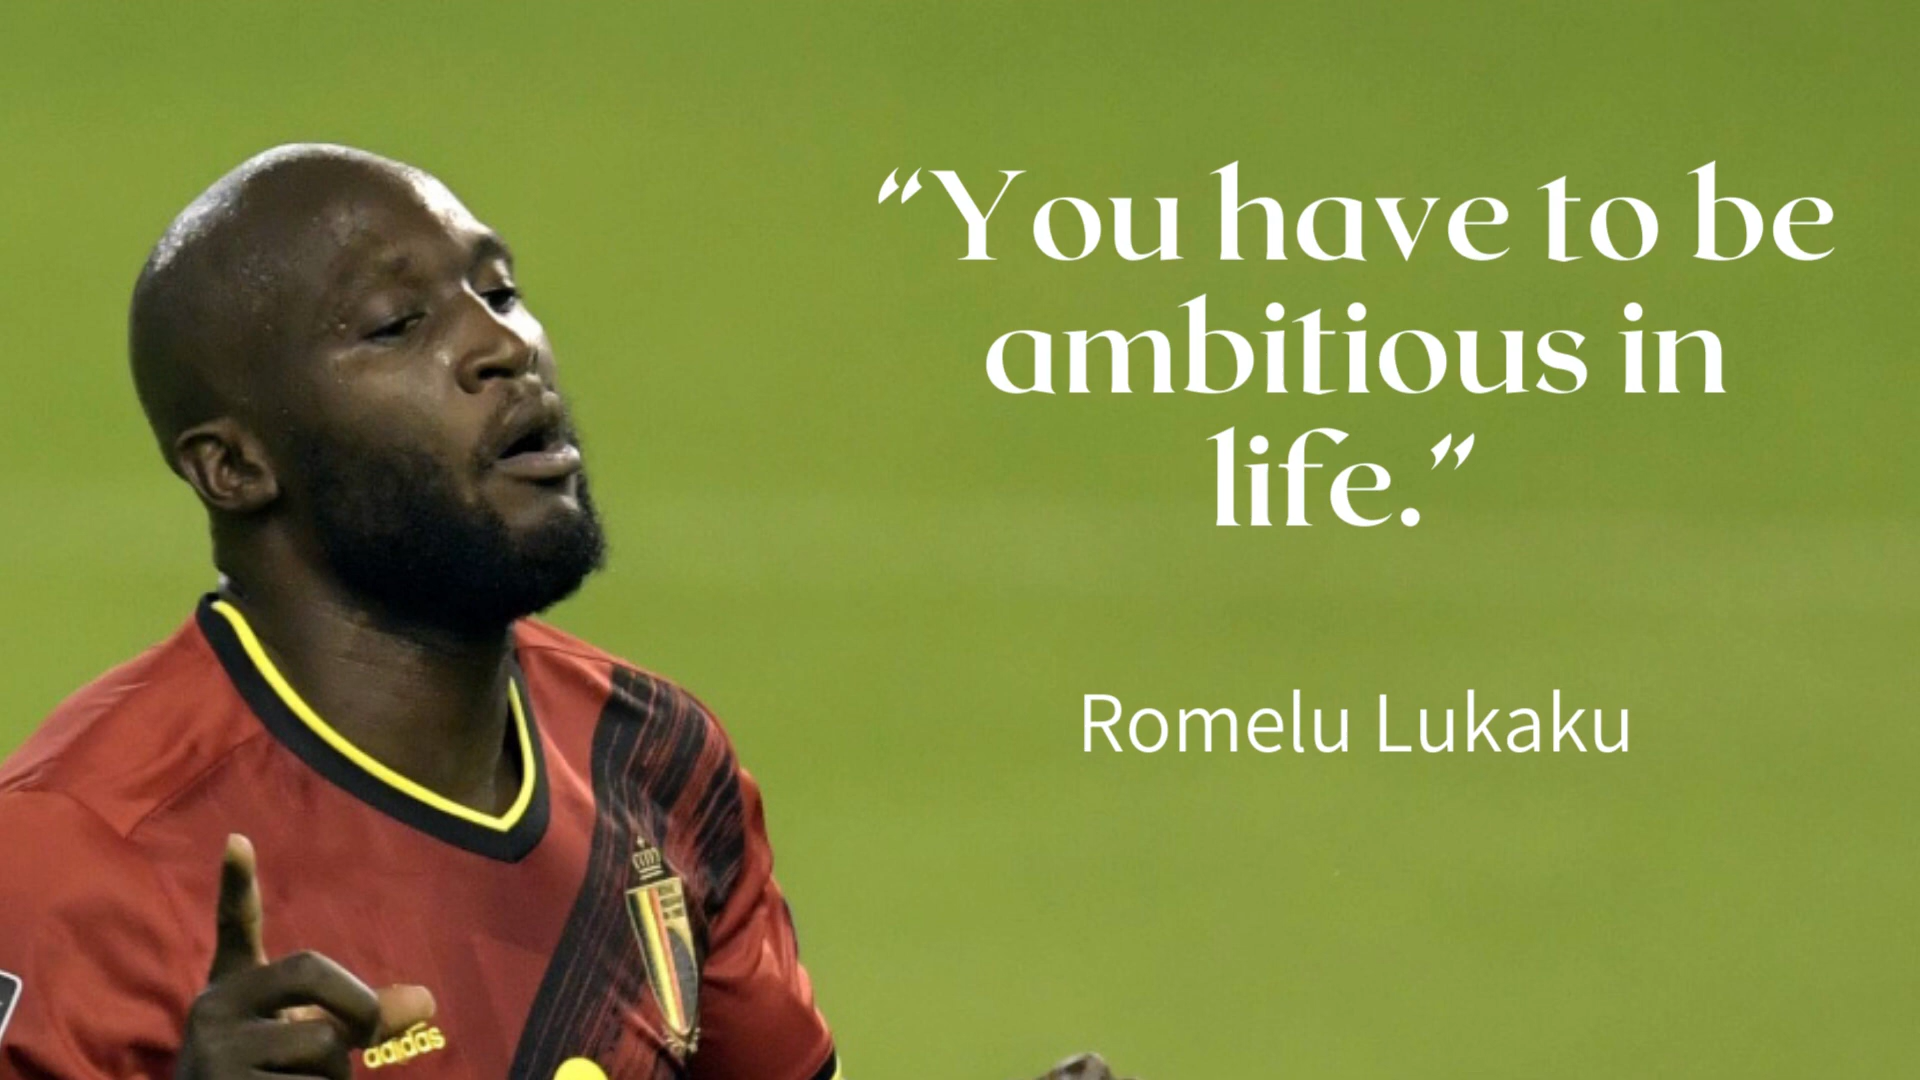 “You have to be
ambitious in
life.”
Romelu Lukaku
adidas